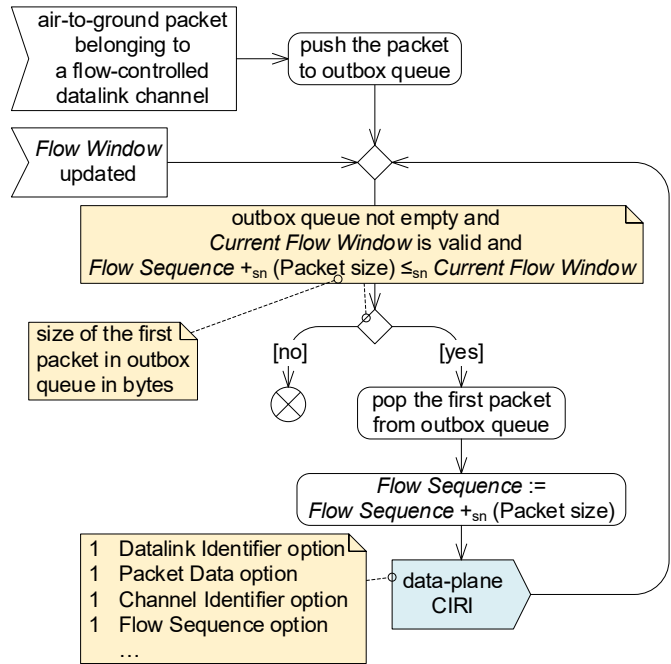 air-to-ground packet
belonging to
a flow-controlled
datalink channel
push the packet
to outbox queue
Flow Window
updated
outbox queue not empty and
Current Flow Window is valid and
Flow Sequence +sn (Packet size) ≤sn Current Flow Window
size of the first
packet in outbox
queue in bytes
[no]
[yes]
pop the first packet
from outbox queue
Flow Sequence :=
Flow Sequence +sn (Packet size)
1 Datalink Identifier option
1 Packet Data option
1 Channel Identifier option
1 Flow Sequence option
...
data-plane
CIRI